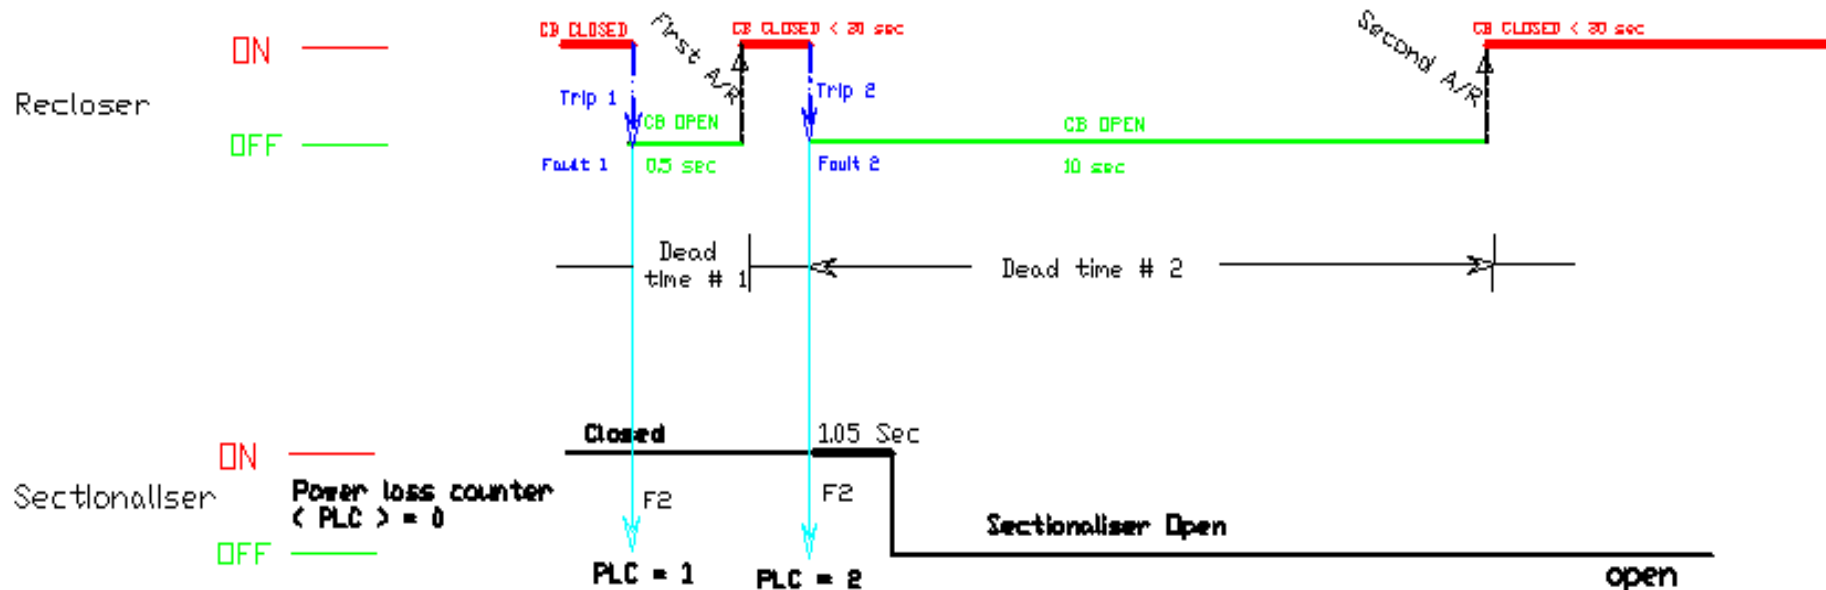 CB CLOSED
First A/R
CB CLOSED < 30 sec
Second A/R
CB CLOSED < 30 sec
ON
Recloser
Trip 1
Trip 2
CB OPEN
CB OPEN
OFF
Fault 1
0.5 sec
Fault 2
10 sec
Dead
time # 1
Dead time # 2
Closed
1.05 Sec
ON
Sectionaliser
Power loss counter
( PLC ) = 0
F2
F2
Sectionaliser Open
OFF
PLC = 1
PLC = 2
open